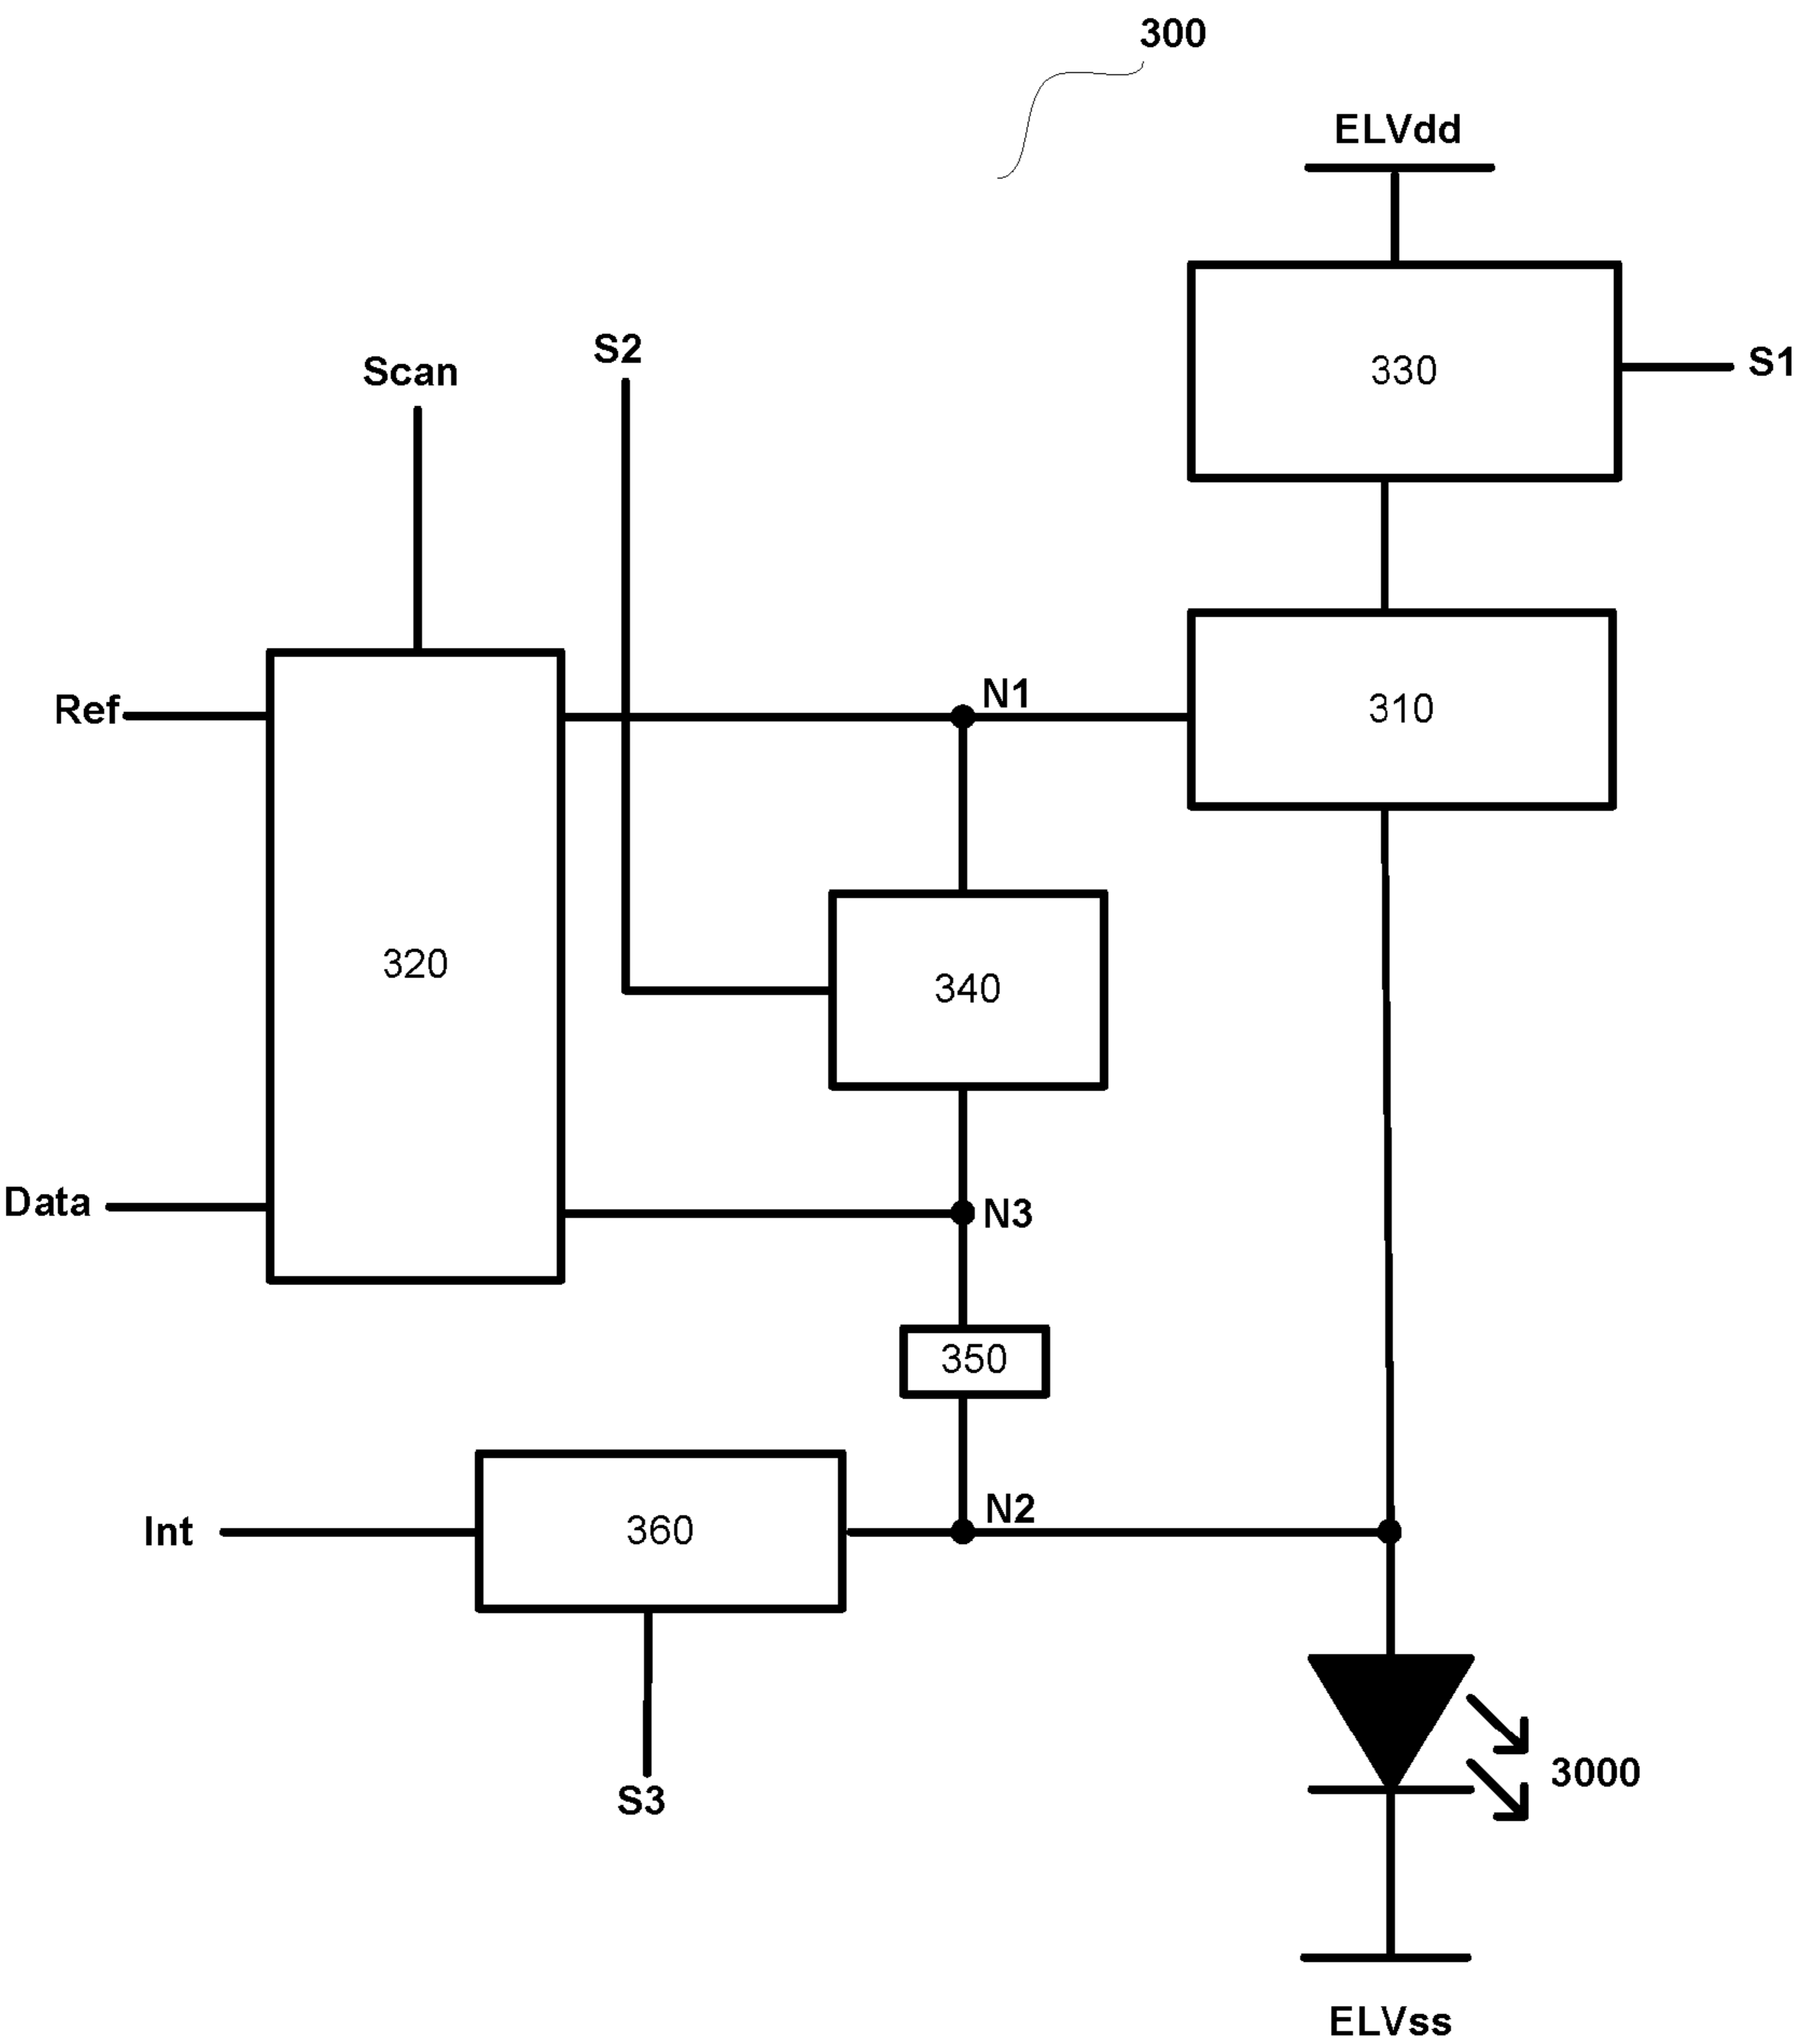 300
ELVdd
S2
Scan
330
S1
N1
Ref
310
320
340
Data
N3
350
N2
Int
360
3000
S3
ELVss